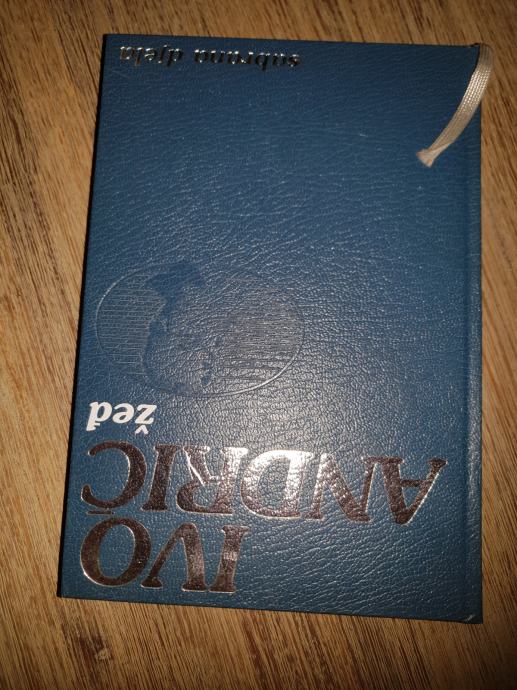 IVO
ANDRIĆ
žeđ
sabrana djela